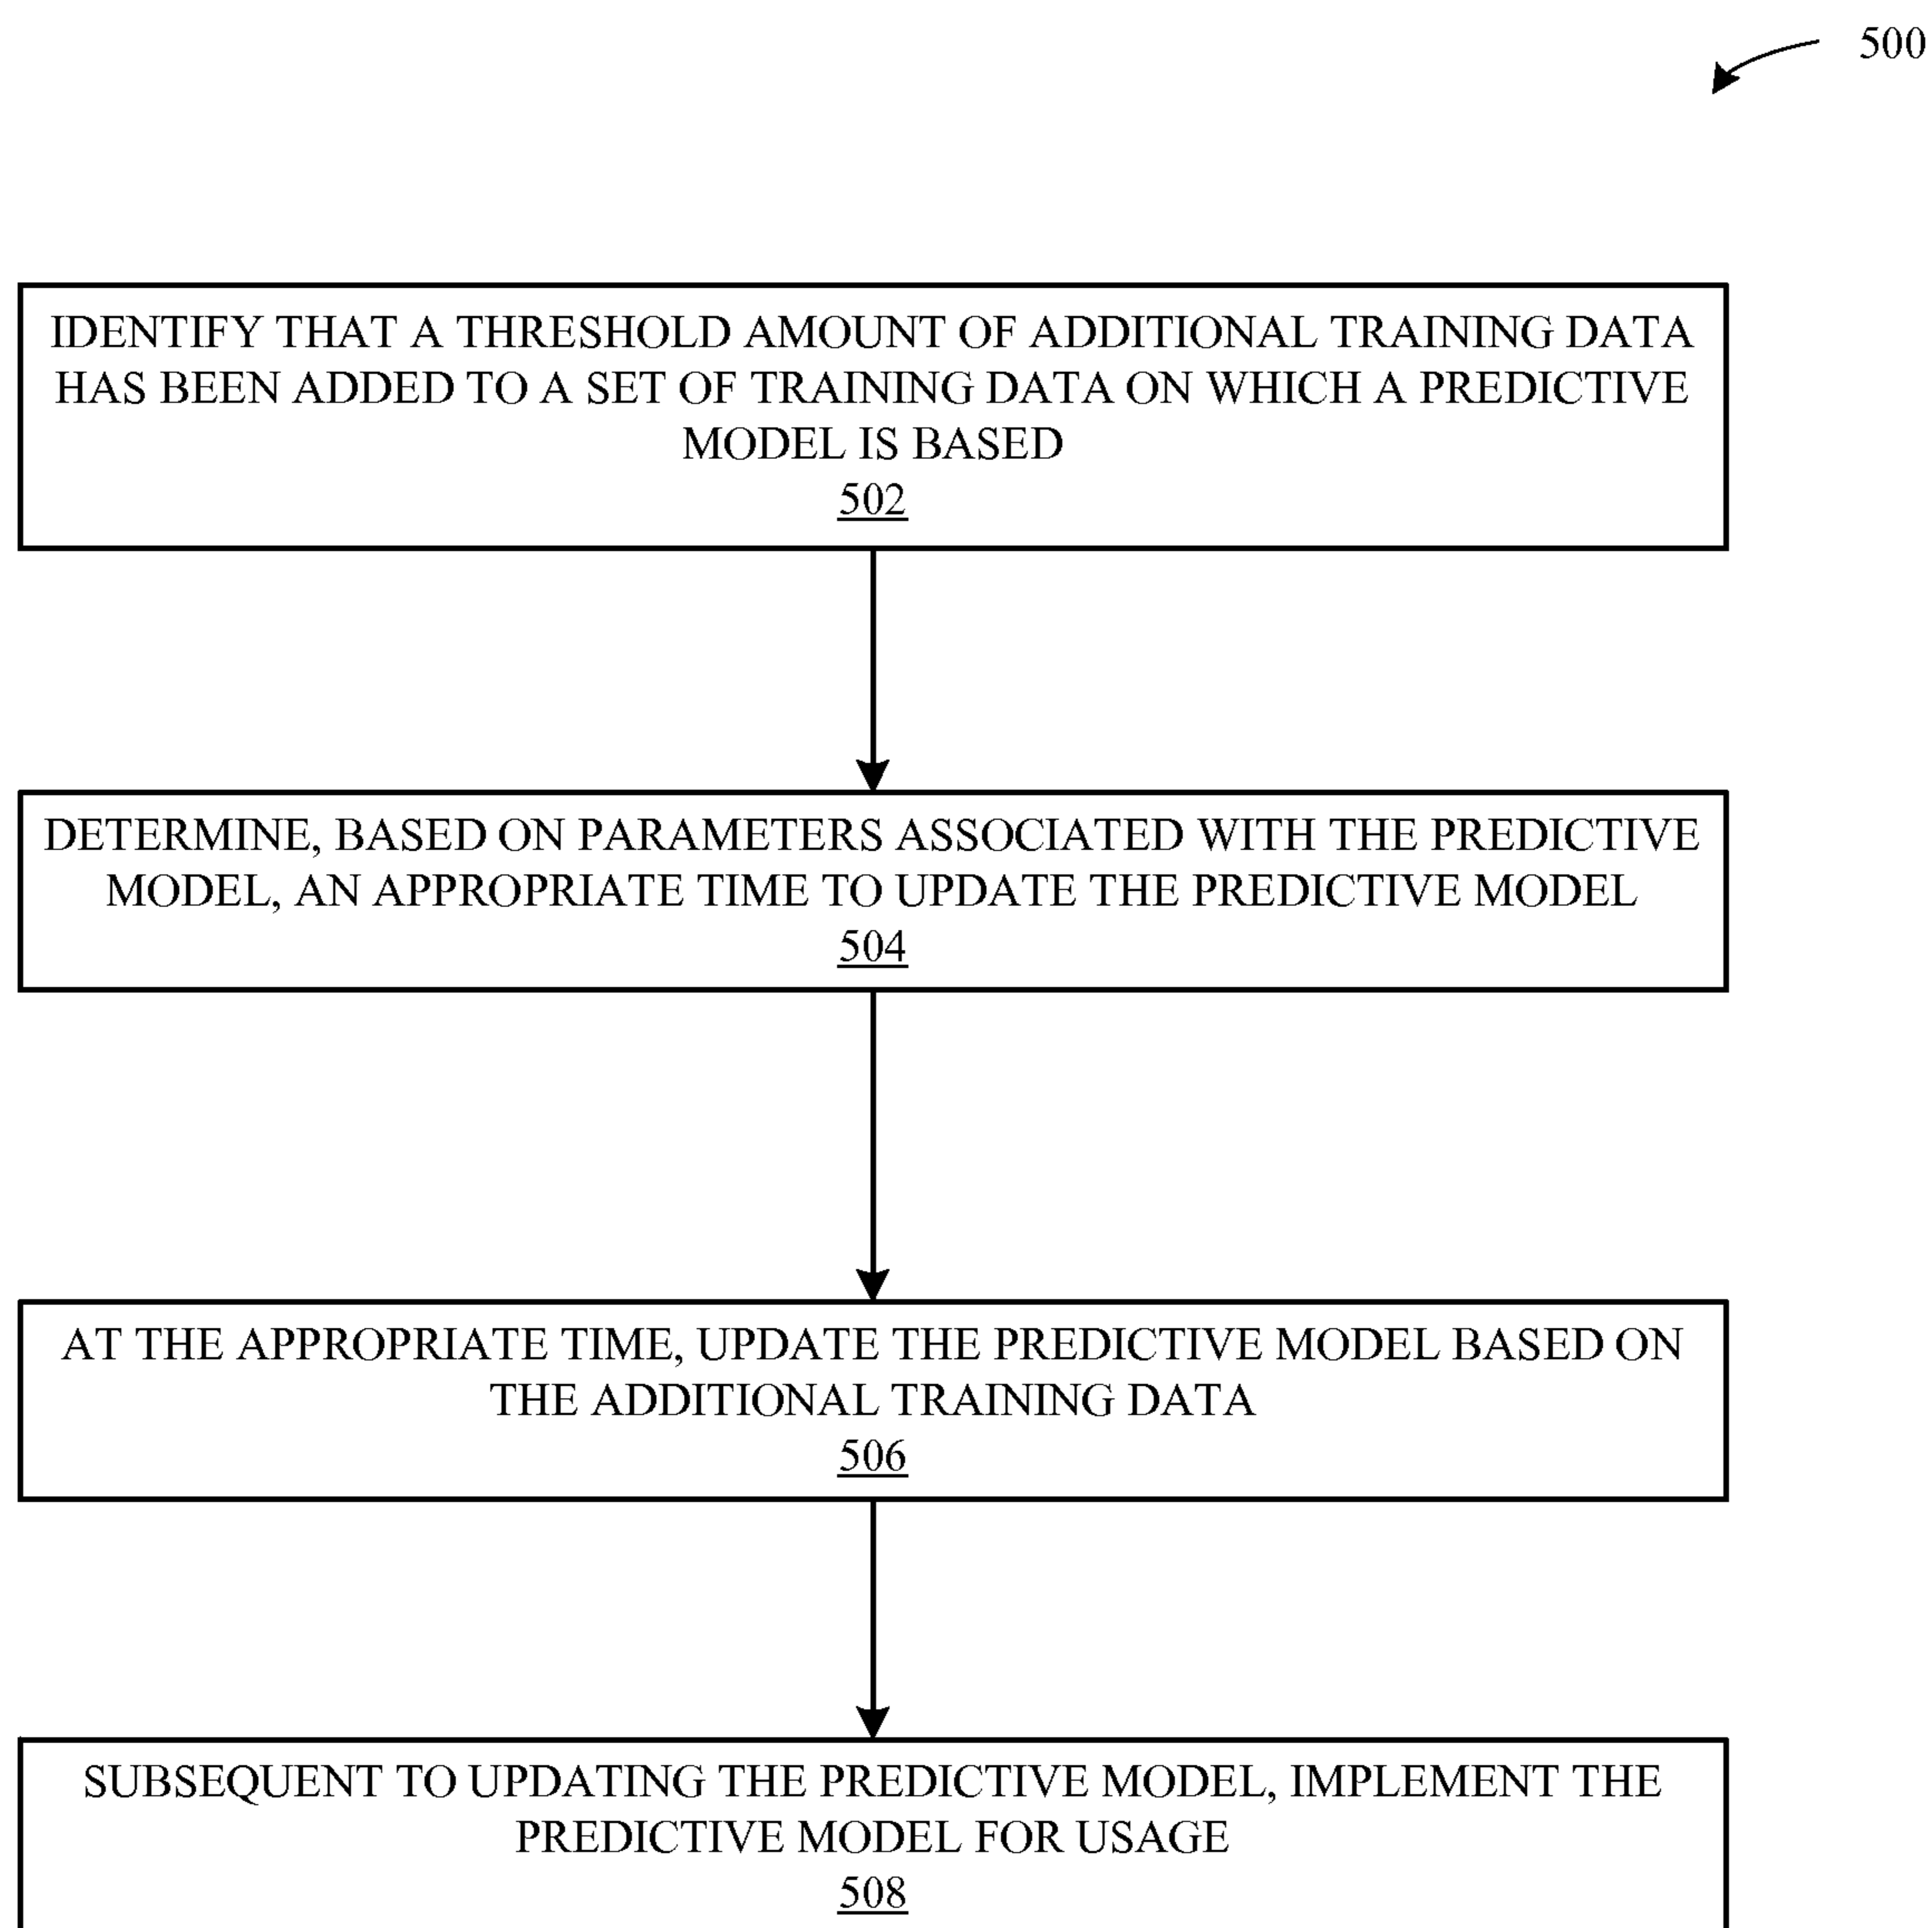 500
IDENTIFY THAT A THRESHOLD AMOUNT OF ADDITIONAL TRAINING DATA
HAS BEEN ADDED TO A SET OF TRAINING DATA ON WHICH A PREDICTIVE
MODEL IS BASED
502
DETERMINE, BASED ON PARAMETERS ASSOCIATED WITH THE PREDICTIVE
MODEL, AN APPROPRIATE TIME TO UPDATE THE PREDICTIVE MODEL
504
AT THE APPROPRIATE TIME, UPDATE THE PREDICTIVE MODEL BASED ON
THE ADDITIONAL TRAINING DATA
506
SUBSEQUENT TO UPDATING THE PREDICTIVE MODEL, IMPLEMENT THE
PREDICTIVE MODEL FOR USAGE
508